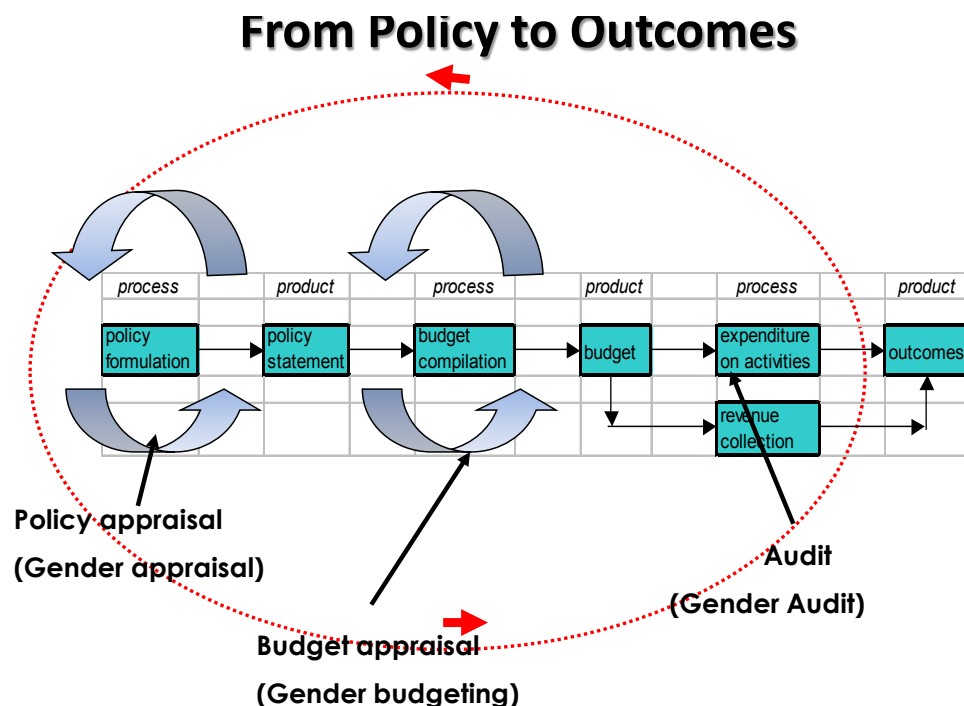 From Policy to Outcomes
process product process product process product
policy formulation
policy statement
budget compilation
budget
expenditure on activities
outcomes
revenue collection
Policy appraisal
(Gender appraisal)
Audit
(Gender Audit)
Budget appraisal
(Gender budgeting)